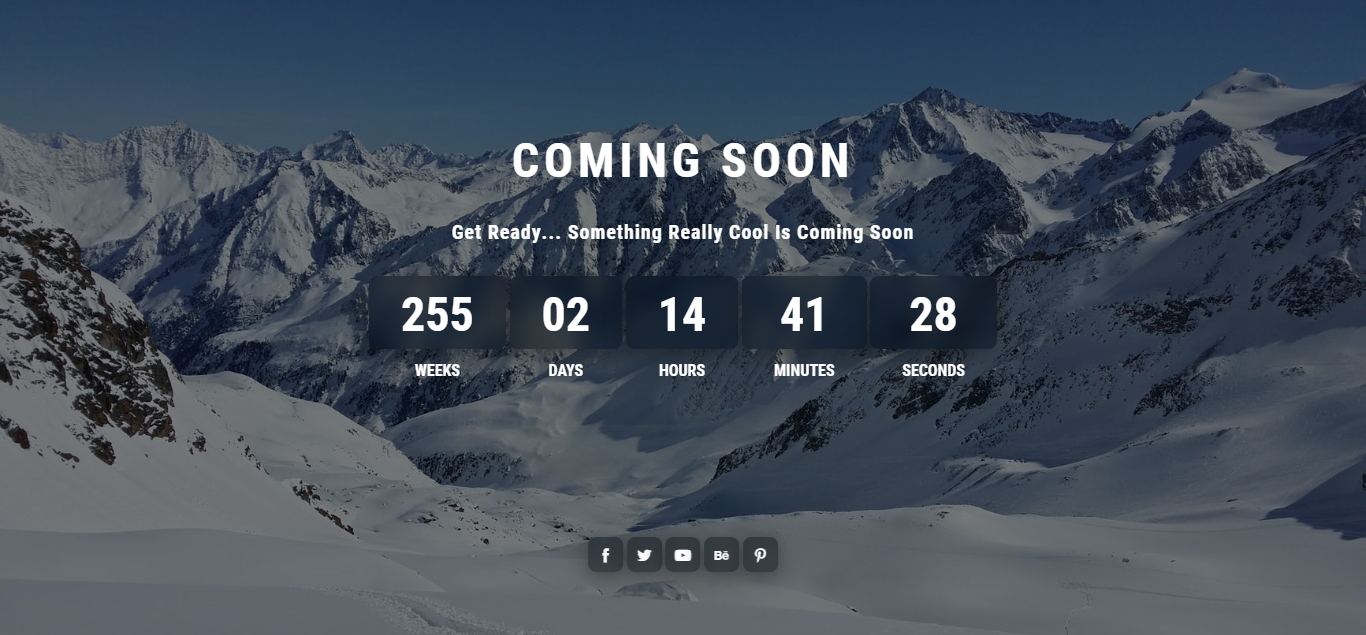 COMING SOON
Get Ready... Something Really Cool Is Coming Soon
255 02 14 41 28
WEEKS DAYS HOURS MINUTES SECONDS
Bē